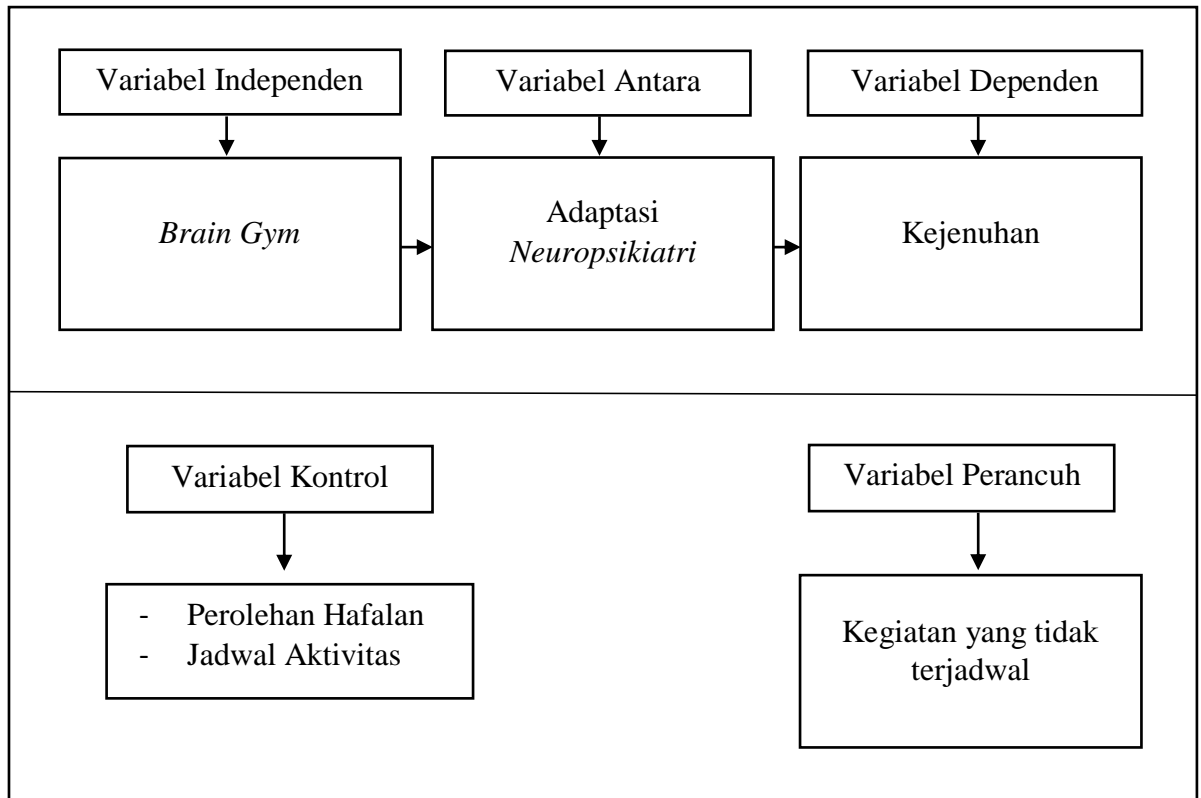 Variabel Independen
Variabel Antara
Variabel Dependen
Brain Gym
Adaptasi
Neuropsikiatri
Kejenuhan
Variabel Kontrol
Variabel Perancuh
- Perolehan Hafalan
- Jadwal Aktivitas
Kegiatan yang tidak
terjadwal